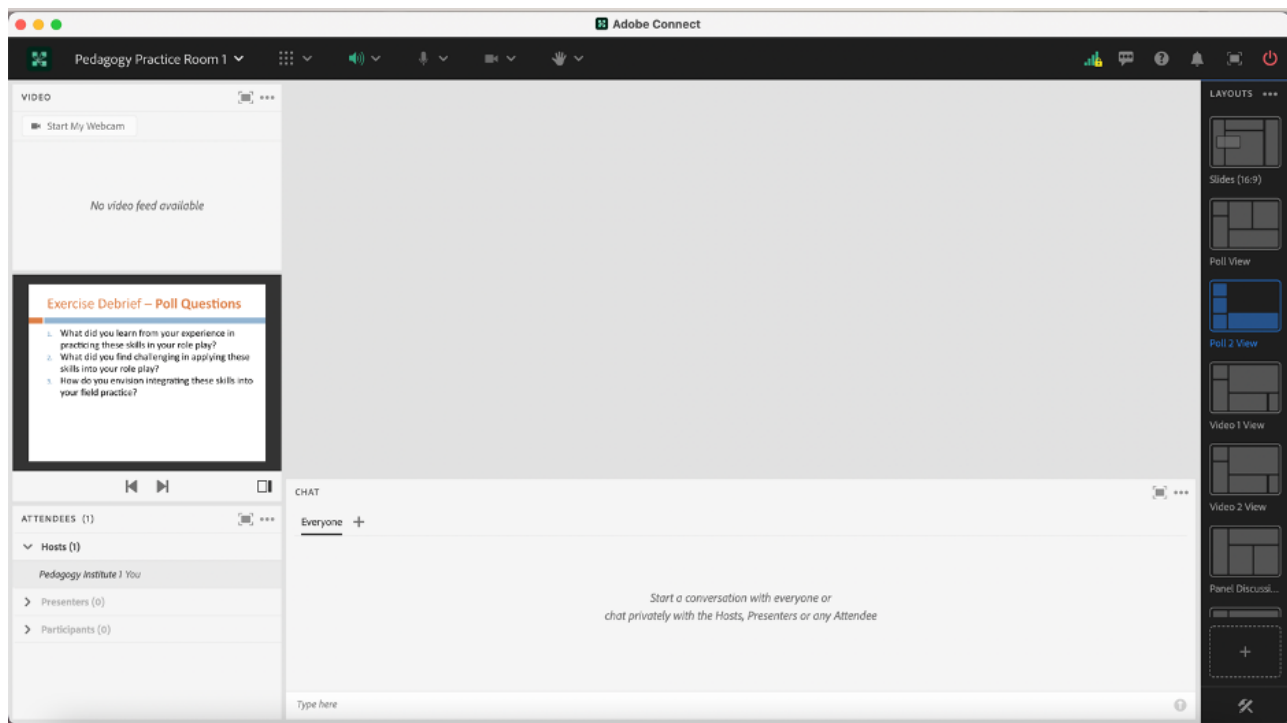 Adobe Connect
Pedagogy Practice Room 1
VIDEO
Start My Webcam
No video feed available
Exercise Debrief – Poll Questions
1. What did you learn from your experience in
practicing these skills in your role play?
2. What did you find challenging in applying these
skills into your role play?
3. How do you envision integrating these skills into
your field practice?
ATTENDEES (1)
Hosts (1)
Pedagogy Institute 1 You
Presenters (0)
Participants (0)
CHAT
Everyone
Start a conversation with everyone or
chat privately with the Hosts, Presenters or any Attendee
Type here
LAYOUTS
Slides (16:9)
Poll View
Poll 2 View
Video 1 View
Video 2 View
Panel Discussi...